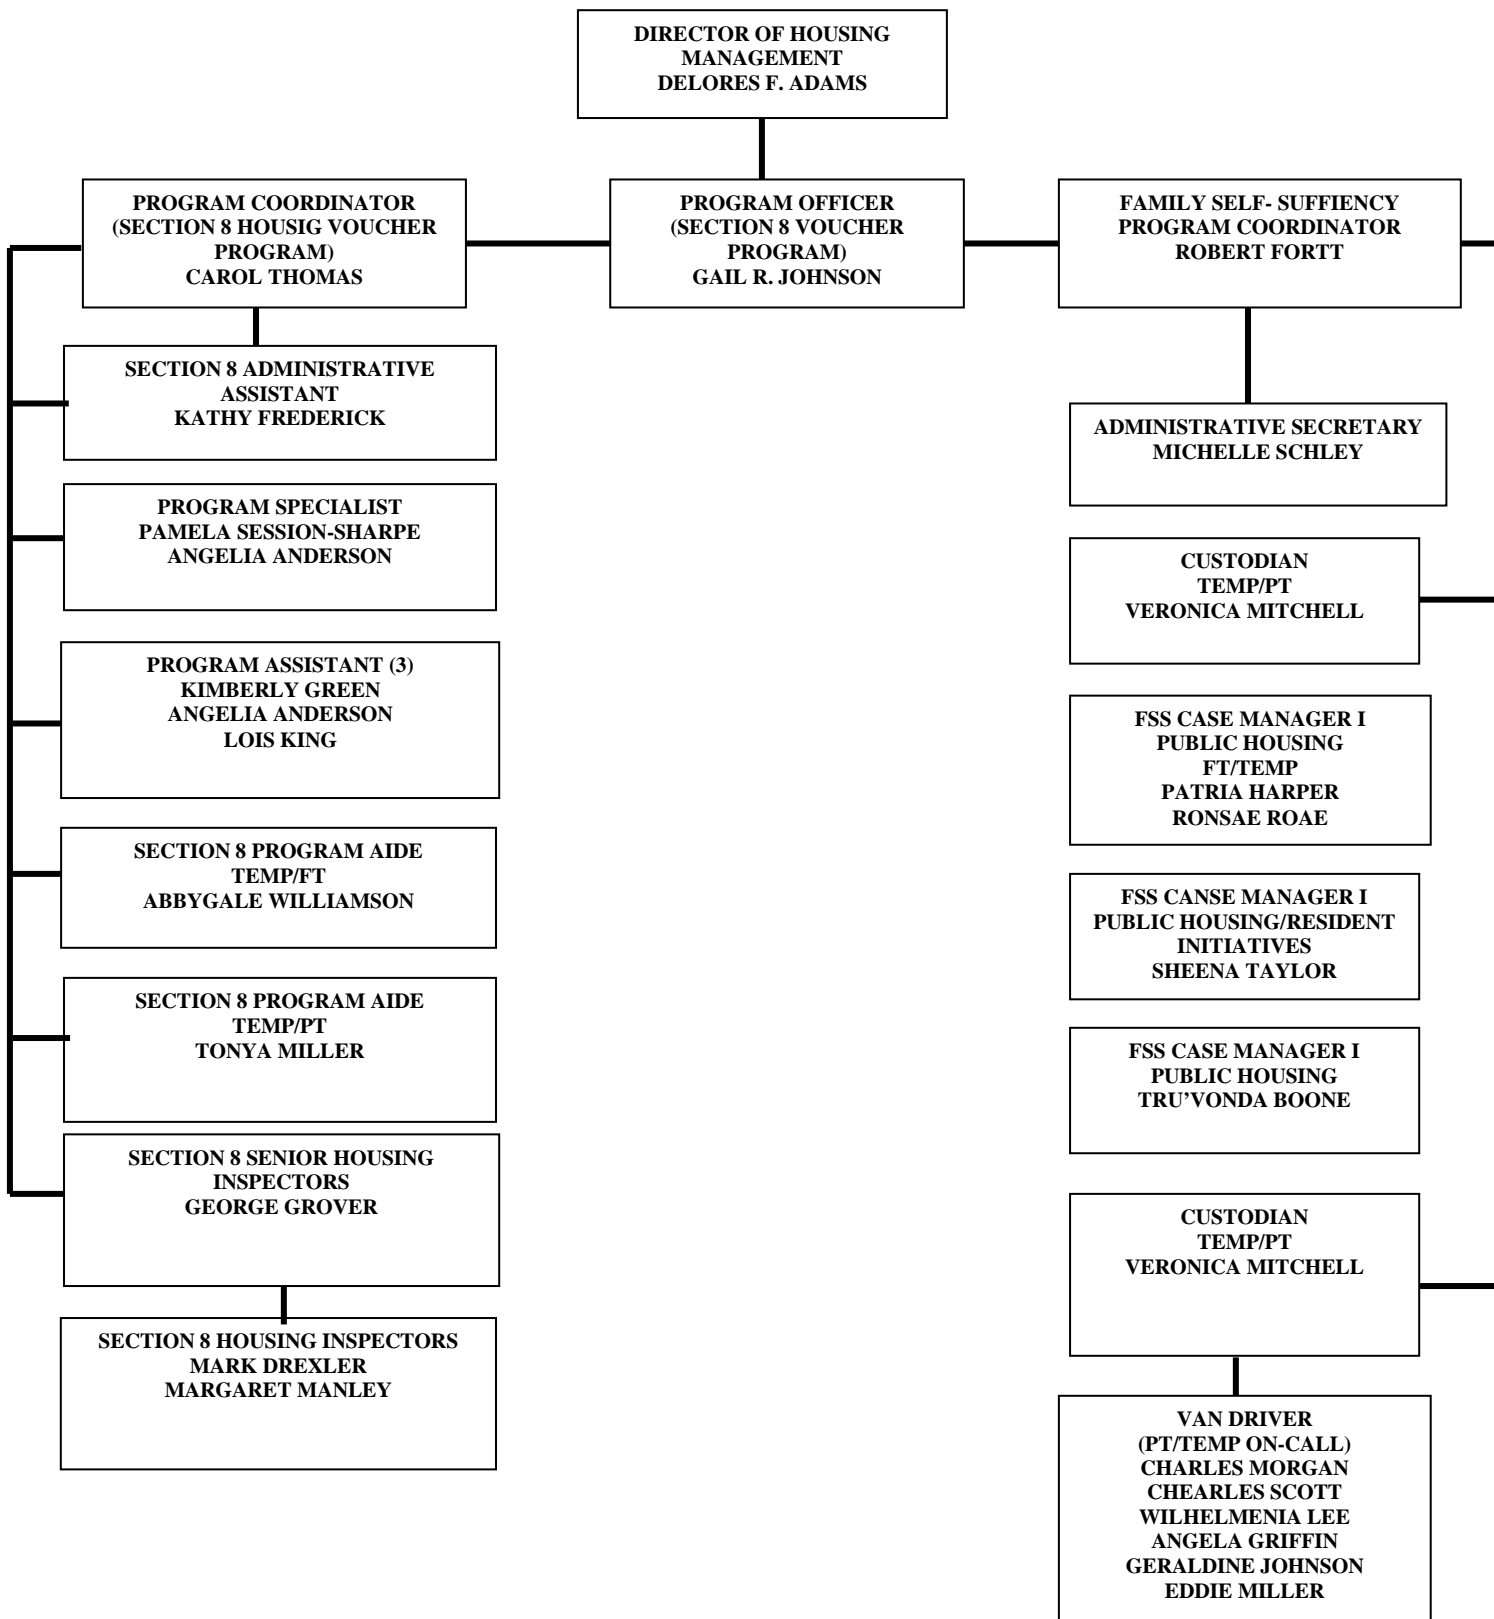 DIRECTOR OF HOUSING
MANAGEMENT
DELORES F. ADAMS
PROGRAM COORDINATOR
(SECTION 8 HOUSIG VOUCHER
PROGRAM)
CAROL THOMAS
PROGRAM OFFICER
(SECTION 8 VOUCHER
PROGRAM)
GAIL R. JOHNSON
FAMILY SELF- SUFFIENCY
PROGRAM COORDINATOR
ROBERT FORTT
SECTION 8 ADMINISTRATIVE
ASSISTANT
KATHY FREDERICK
PROGRAM SPECIALIST
PAMELA SESSION-SHARPE
ANGELIA ANDERSON
PROGRAM ASSISTANT (3)
KIMBERLY GREEN
ANGELIA ANDERSON
LOIS KING
SECTION 8 PROGRAM AIDE
TEMP/FT
ABBYGALE WILLIAMSON
SECTION 8 PROGRAM AIDE
TEMP/PT
TONYA MILLER
SECTION 8 SENIOR HOUSING
INSPECTORS
GEORGE GROVER
SECTION 8 HOUSING INSPECTORS
MARK DREXLER
MARGARET MANLEY
ADMINISTRATIVE SECRETARY
MICHELLE SCHLEY
CUSTODIAN
TEMP/PT
VERONICA MITCHELL
FSS CASE MANAGER I
PUBLIC HOUSING
FT/TEMP
PATRIA HARPER
RONSAE ROAE
FSS CANSE MANAGER I
PUBLIC HOUSING/RESIDENT
INITIATIVES
SHEENA TAYLOR
FSS CASE MANAGER I
PUBLIC HOUSING
TRU’VONDA BOONE
CUSTODIAN
TEMP/PT
VERONICA MITCHELL
VAN DRIVER
(PT/TEMP ON-CALL)
CHARLES MORGAN
CHEARLES SCOTT
WILHELMENIA LEE
ANGELA GRIFFIN
GERALDINE JOHNSON
EDDIE MILLER